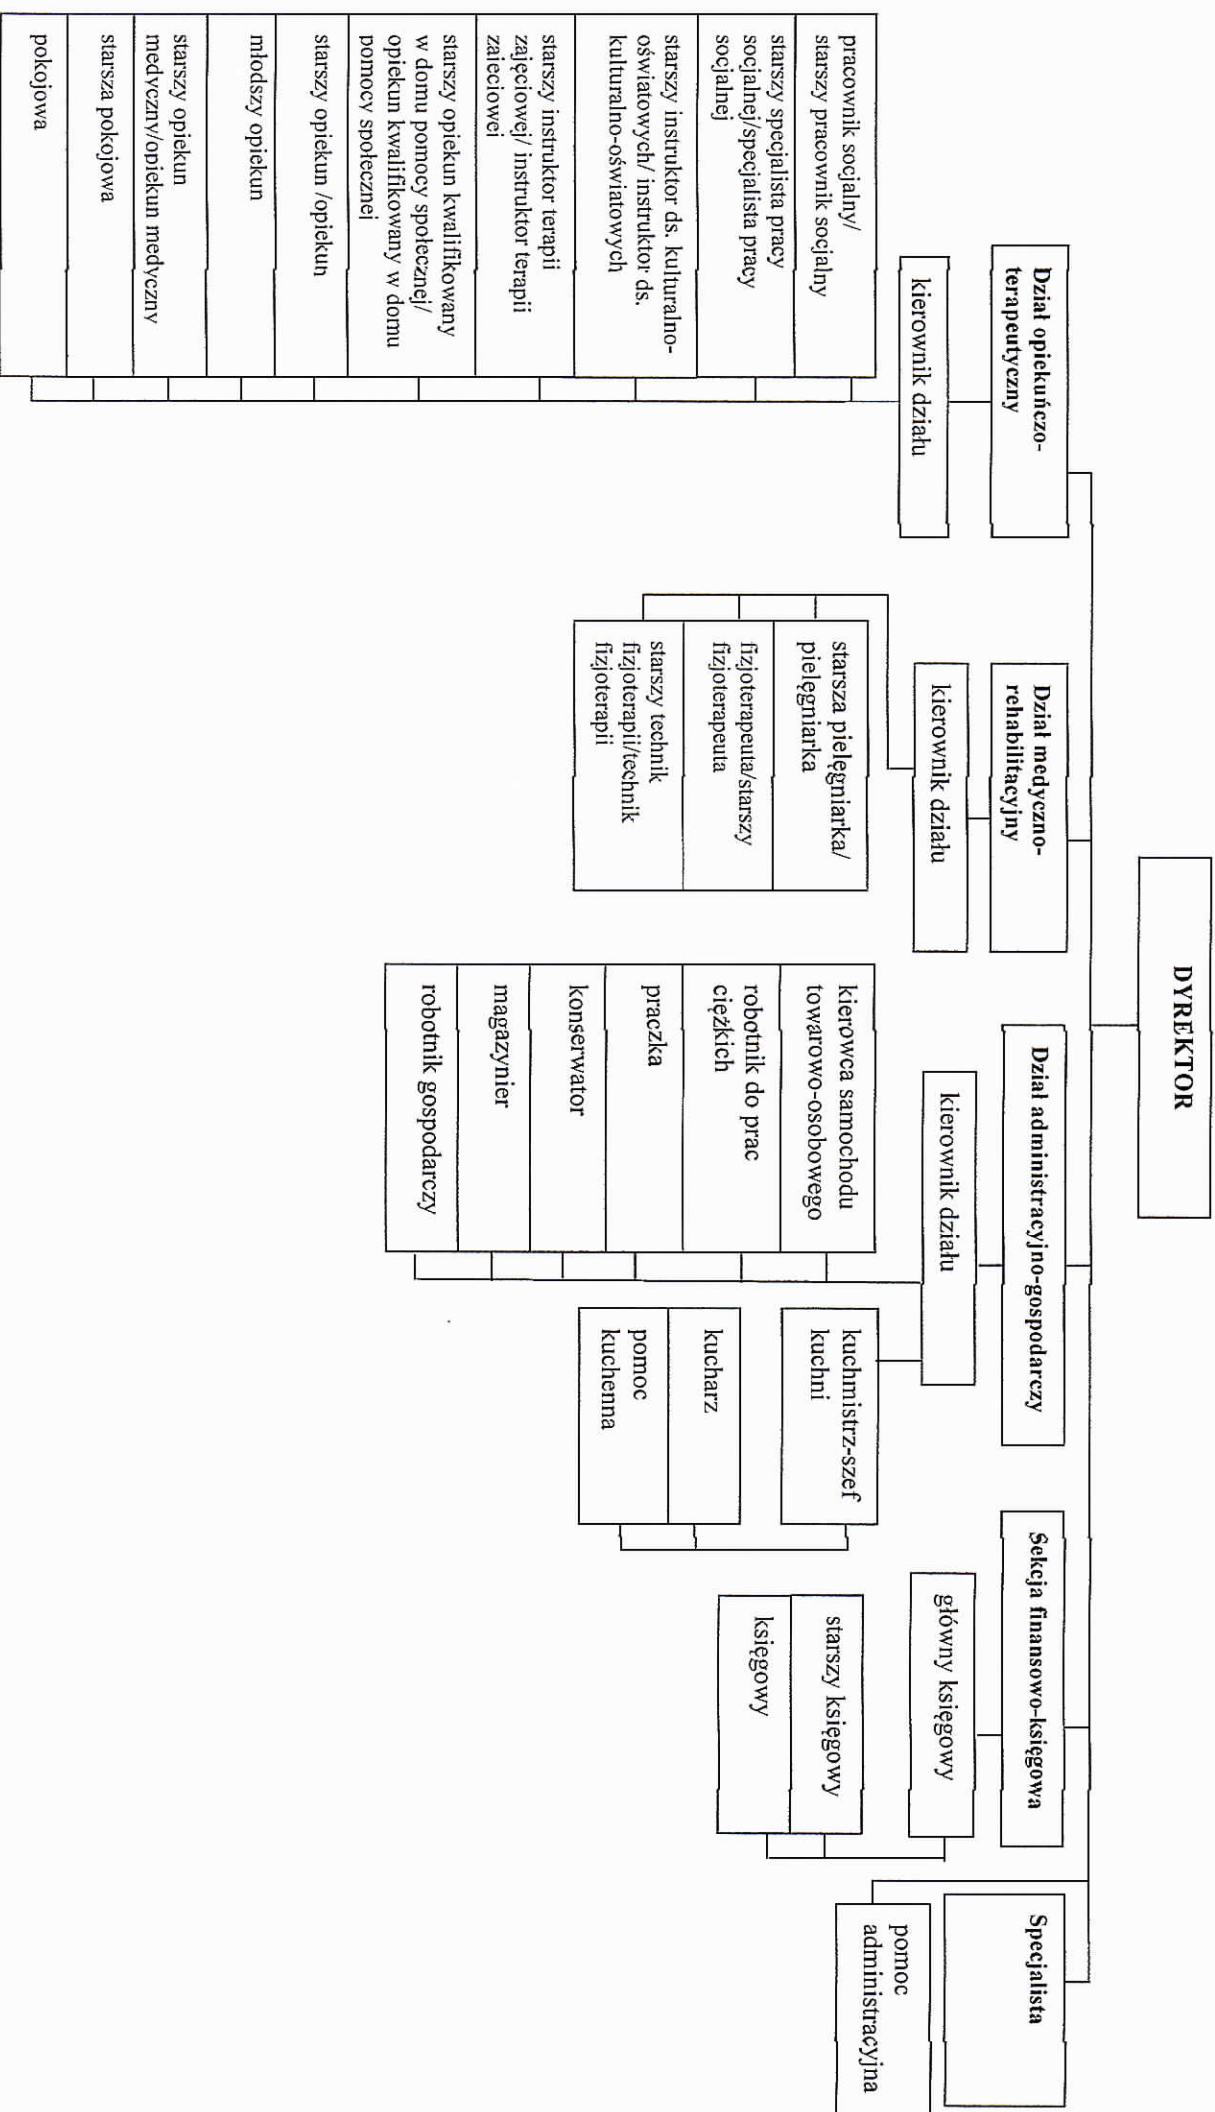 DYREKTOR
Dział opiekuńczo-
terapeutyczny
kierownik działu
pracownik socjalny/
starszy pracownik socjalny
starszy specjalista pracy
socjalnej/specjalista pracy
socjalnej
starszy instruktor ds. kulturalno-
oświatowych/ instruktor ds.
kulturalno-oświatowych
starszy instruktor terapii
zajęciowej/ instruktor terapii
zajęciowej
starszy opiekun kwalifikowany
w domu pomocy społecznej/
opiekun kwalifikowany w domu
pomocy społecznej
starszy opiekun /opiekun
młodszy opiekun
starszy opiekun
medyczny/opiekun medyczny
starsza pokojowa
pokojowa
Dział medyczno-
rehabilitacyjny
kierownik działu
starsza pielęgniarka/
pielęgniarka
fizjoterapeuta/starszy
fizjoterapeuta
starszy technik
fizjoterapii/technik
fizjoterapii
Dział administracyjno-gospodarczy
kierownik działu
kierowca samochodu
towarowo-osobowego
robotnik do prac
ciężkich
praczka
konserwator
magazynier
robotnik gospodarczy
kuchmistrz-szef
kuchni
kucharz
pomoc
kuchenna
Sekcja finansowo-księgowa
główny księgowy
starszy księgowy
księgowy
Specjalista
pomoc
administracyjna